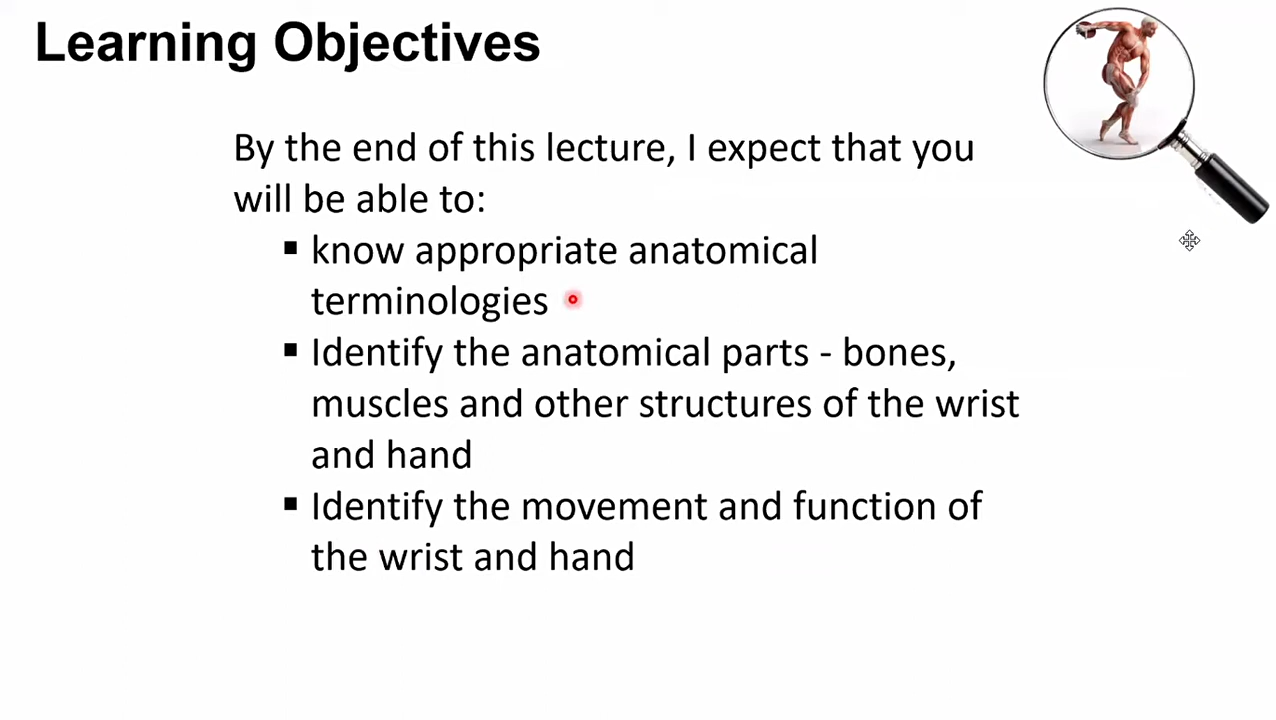 Learning Objectives
By the end of this lecture, I expect that you
will be able to:
▪ know appropriate anatomical
terminologies
▪ Identify the anatomical parts - bones,
muscles and other structures of the wrist
and hand
▪ Identify the movement and function of
the wrist and hand